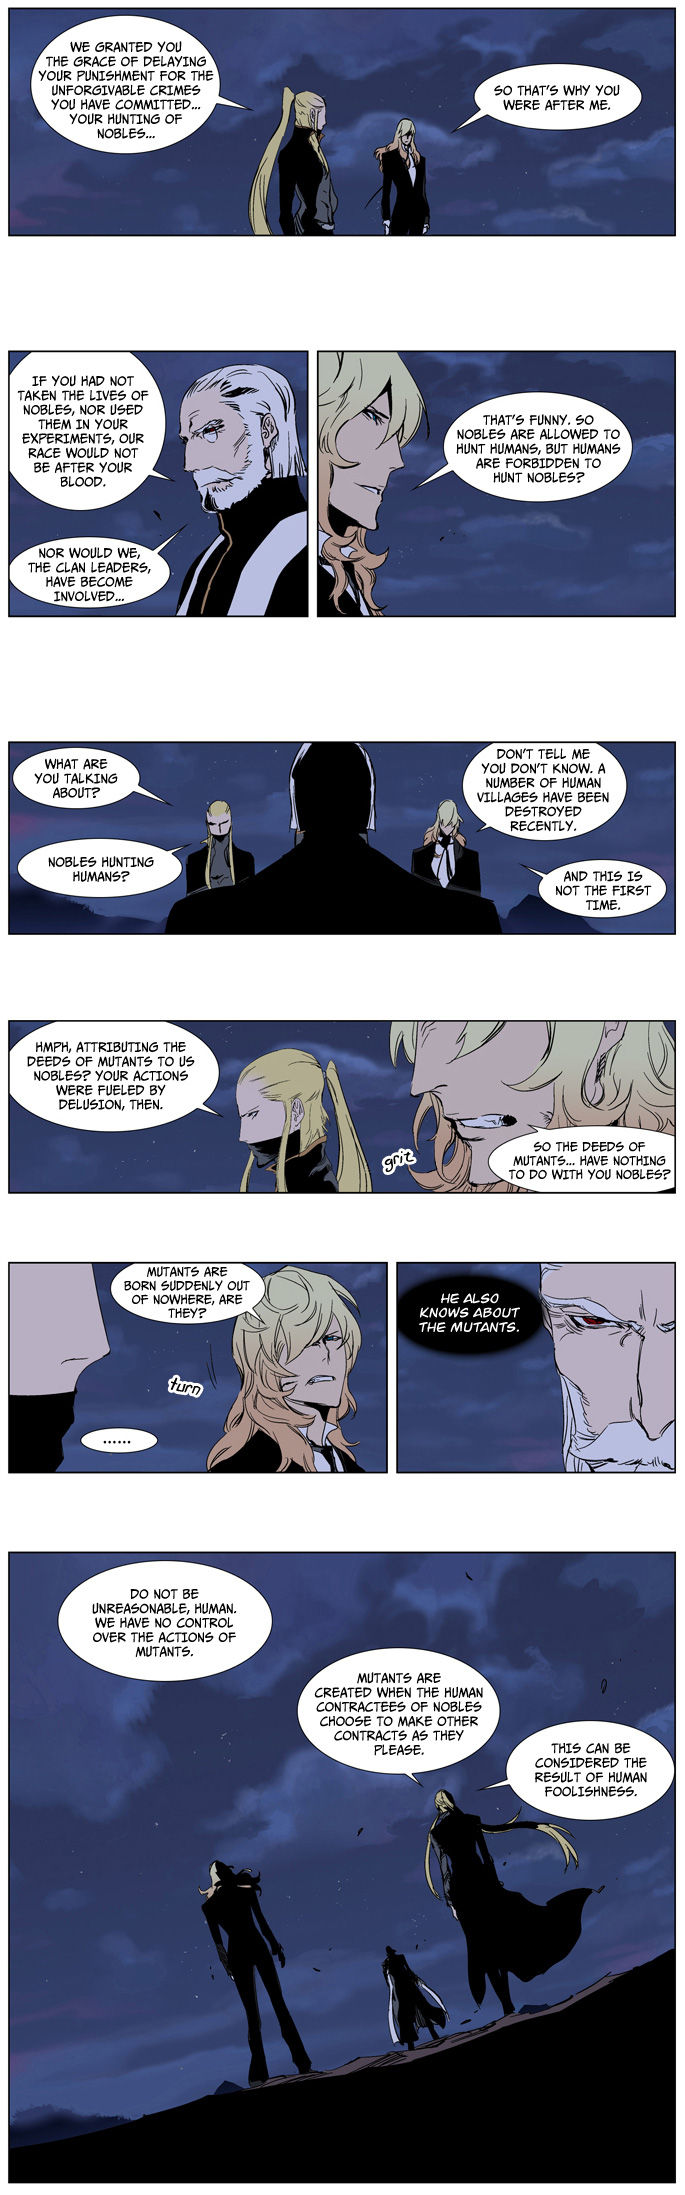 WE GRANTED YOU
THE GRACE OF DELAYING
YOUR PUNISHMENT FOR THE
UNFORGIVABLE CRIMES
YOU HAVE COMMITTED...
YOUR HUNTING OF
NOBLES...
SO THAT'S WHY YOU
WERE AFTER ME.
IF YOU HAD NOT
TAKEN THE LIVES OF
NOBLES, NOR USED
THEM IN YOUR
EXPERIMENTS, OUR
RACE WOULD NOT
BE AFTER YOUR
BLOOD.
NOR WOULD WE,
THE CLAN LEADERS,
HAVE BECOME
INVOLVED...
THAT'S FUNNY. SO
NOBLES ARE ALLOWED TO
HUNT HUMANS, BUT HUMANS
ARE FORBIDDEN TO
HUNT NOBLES?
WHAT ARE
YOU TALKING
ABOUT?
NOBLES HUNTING
HUMANS?
DON'T TELL ME
YOU DON'T KNOW. A
NUMBER OF HUMAN
VILLAGES HAVE BEEN
DESTROYED
RECENTLY.
AND THIS IS
NOT THE FIRST
TIME.
HMPH, ATTRIBUTING THE
DEEDS OF MUTANTS TO US
NOBLES? YOUR ACTIONS
WERE FUELED BY
DELUSION, THEN.
grit
SO THE DEEDS OF
MUTANTS... HAVE NOTHING
TO DO WITH YOU NOBLES?
MUTANTS ARE
BORN SUDDENLY OUT
OF NOWHERE, ARE
THEY?
turn
......
HE ALSO
KNOWS ABOUT
THE MUTANTS.
DO NOT BE
UNREASONABLE, HUMAN.
WE HAVE NO CONTROL
OVER THE ACTIONS OF
MUTANTS.
MUTANTS ARE
CREATED WHEN THE HUMAN
CONTRACTEES OF NOBLES
CHOOSE TO MAKE OTHER
CONTRACTS AS THEY
PLEASE.
THIS CAN BE
CONSIDERED THE
RESULT OF HUMAN
FOOLISHNESS.